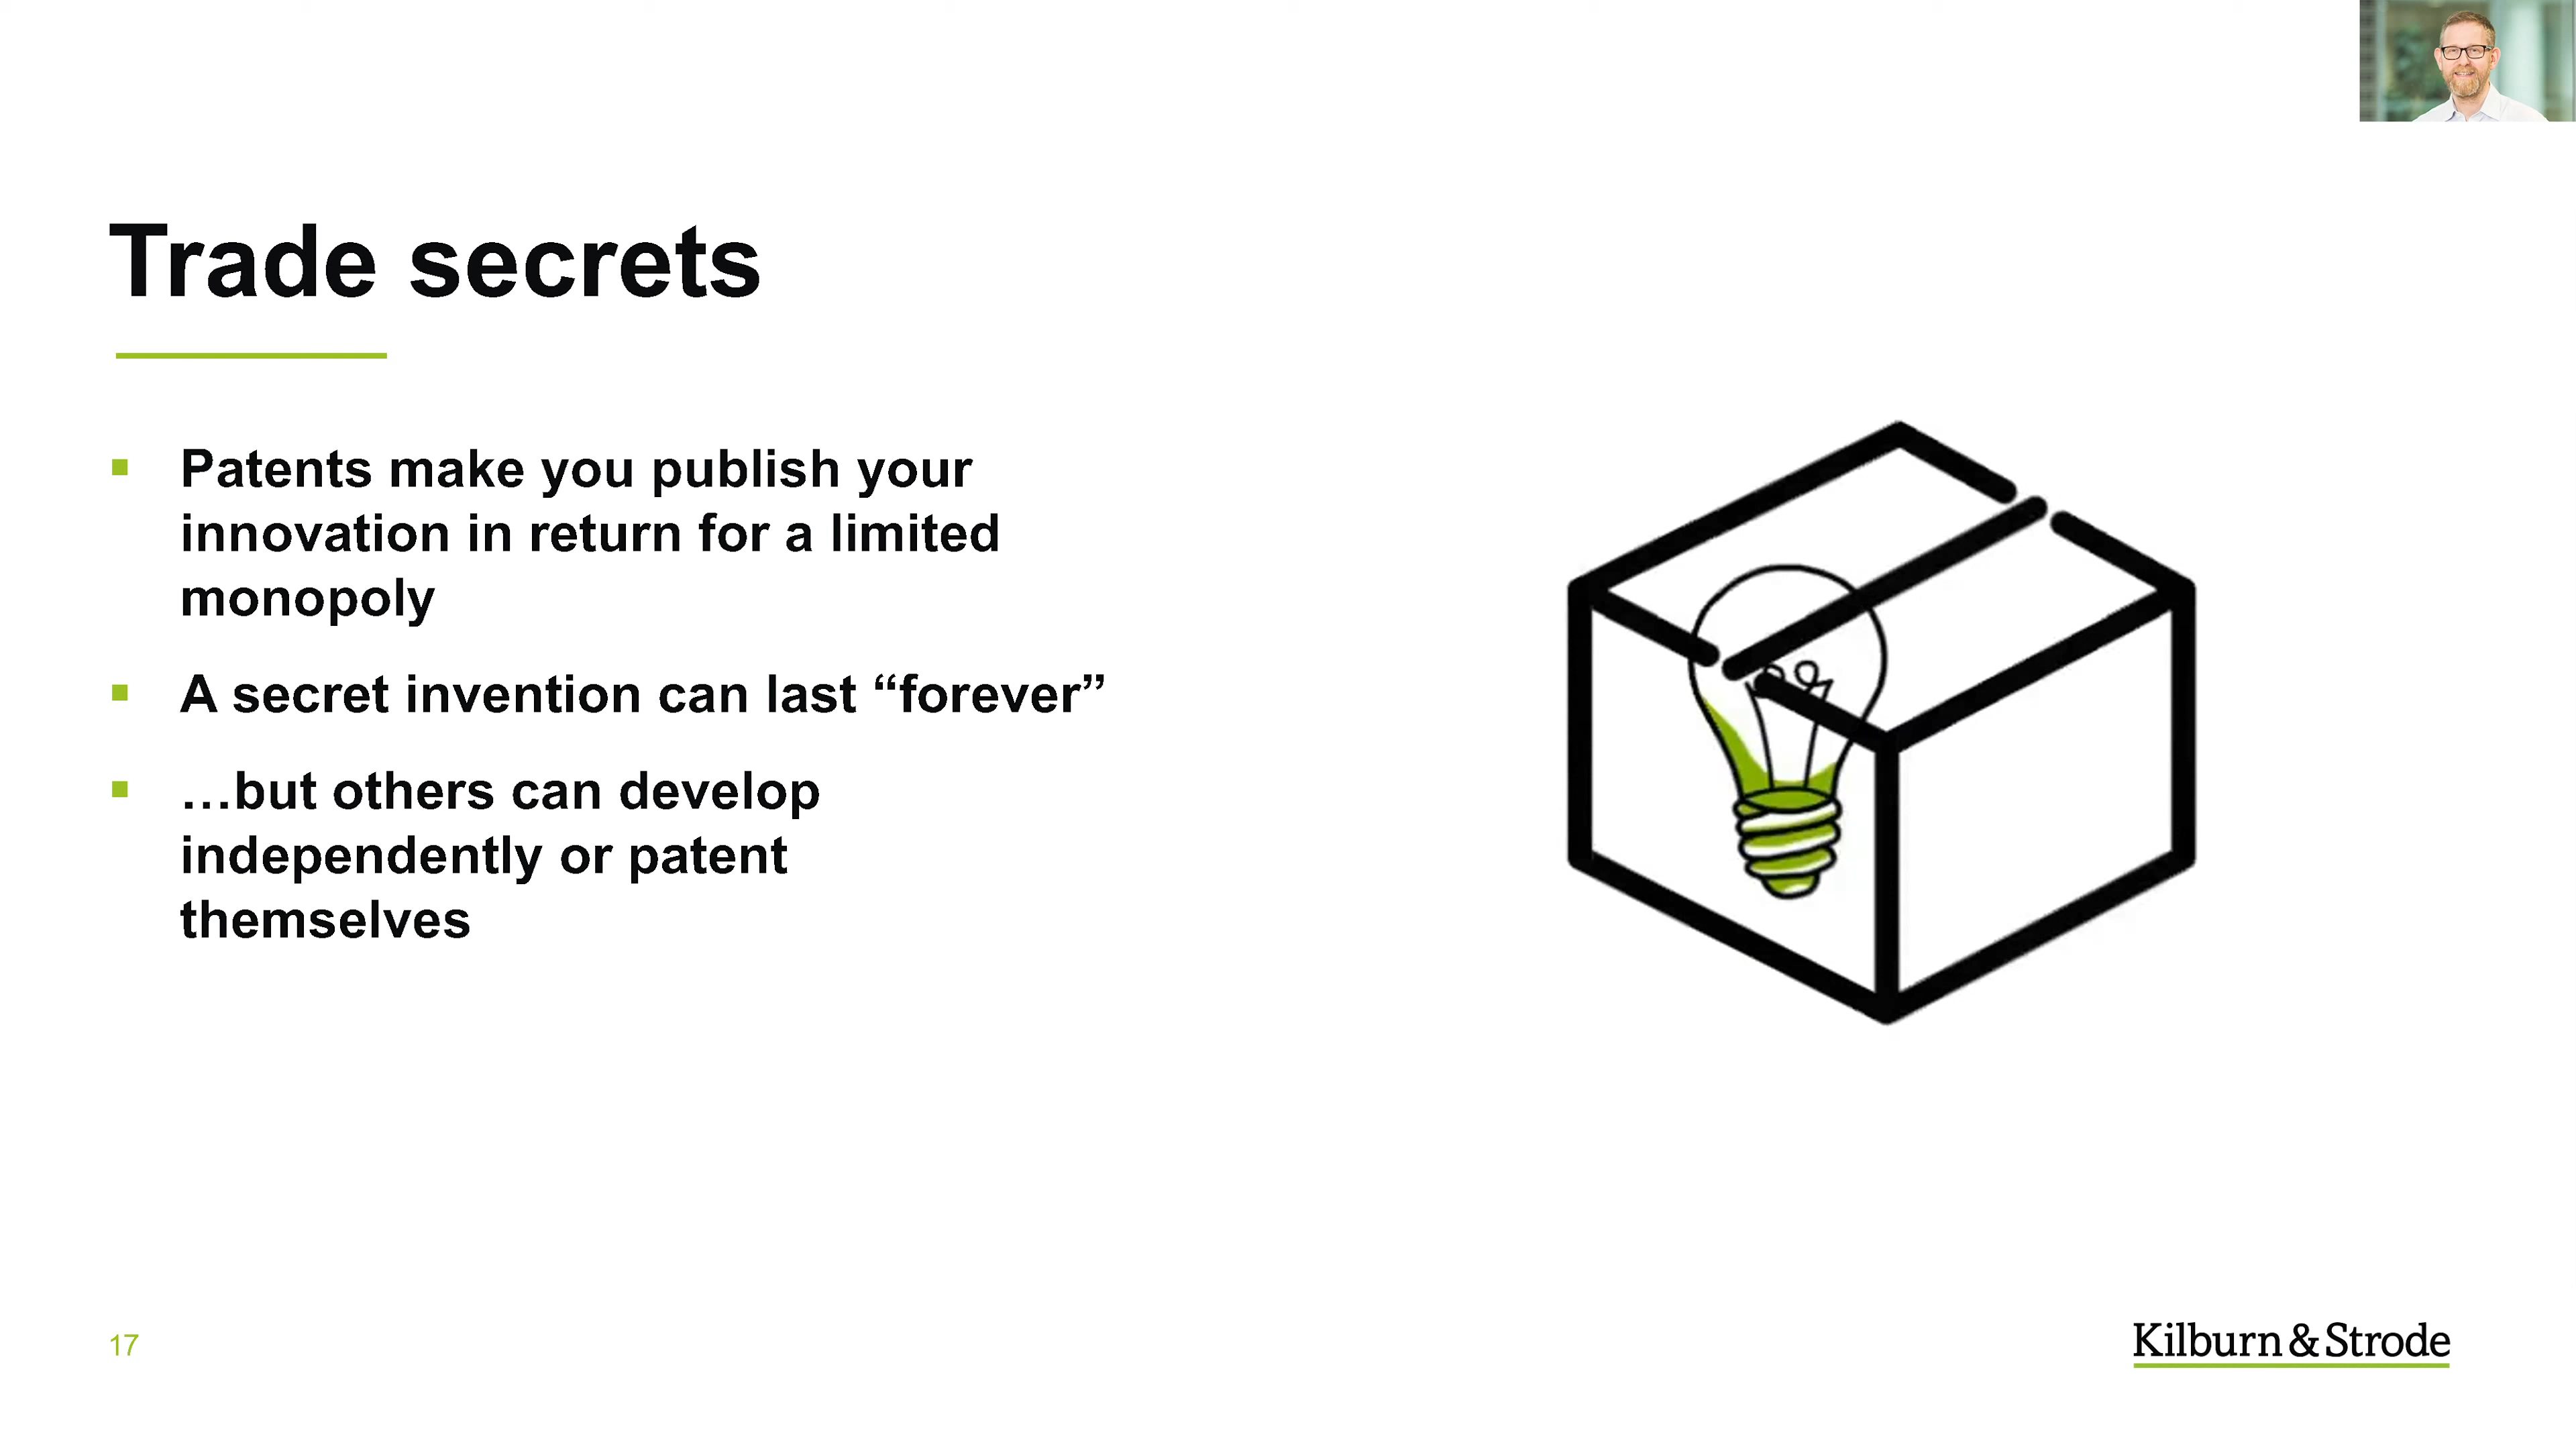 Trade secrets
Patents make you publish your
innovation in return for a limited
monopoly
A secret invention can last “forever”
…but others can develop
independently or patent
themselves
17
Kilburn & Strode